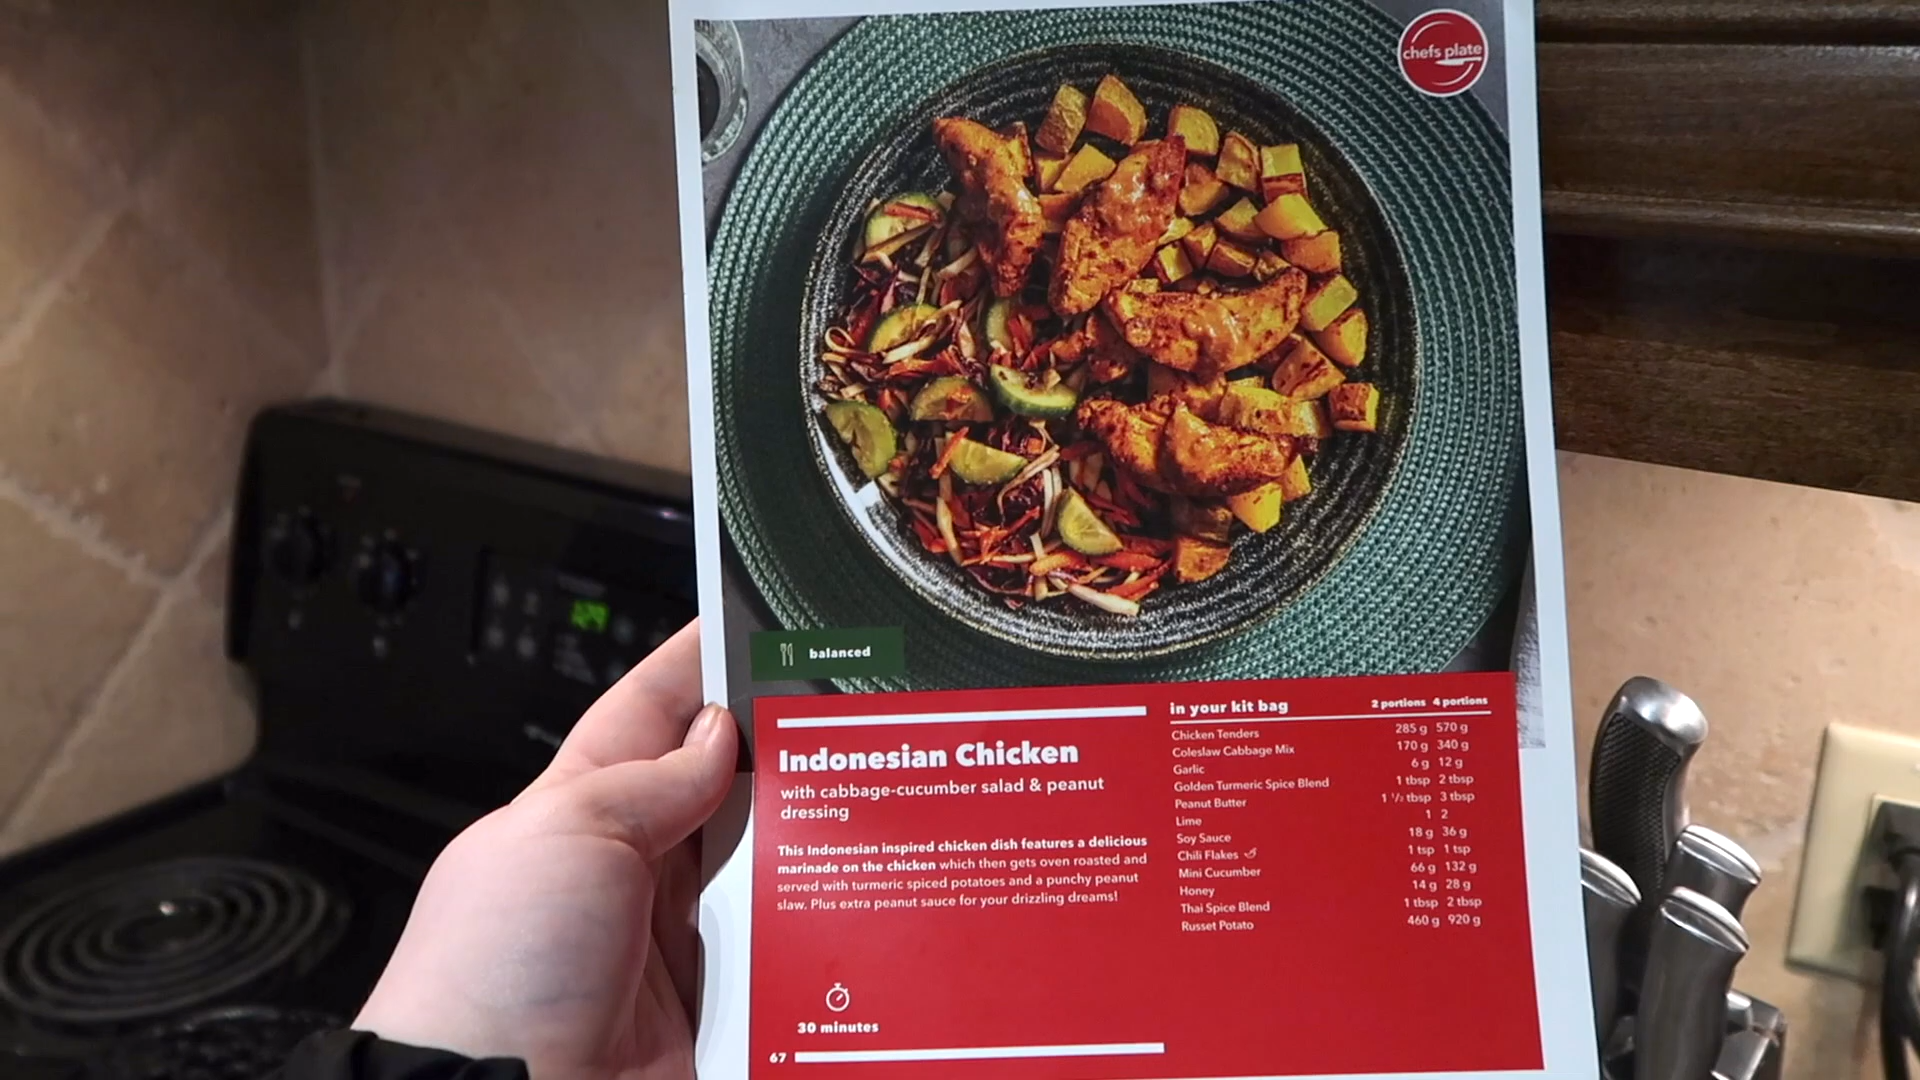 chefs plate
balanced
Indonesian Chicken
with cabbage-cucumber salad & peanut
dressing
This Indonesian inspired chicken dish features a delicious
marinade on the chicken which then gets oven roasted and
served with turmeric spiced potatoes and a punchy peanut
slaw. Plus extra peanut sauce for your drizzling dreams!
30 minutes
67
in your kit bag 2 portions 4 portions
Chicken Tenders 285 g 570 g
Coleslaw Cabbage Mix 170 g 340 g
Garlic 6 g 12 g
Golden Turmeric Spice Blend 1 tbsp 2 tbsp
Peanut Butter 1 1/2 tbsp 3 tbsp
Lime 1 2
Soy Sauce 18 g 36 g
Chili Flakes 1 tsp 1 tsp
Mini Cucumber 66 g 132 g
Honey 14 g 28 g
Thai Spice Blend 1 tbsp 2 tbsp
Russet Potato 460 g 920 g